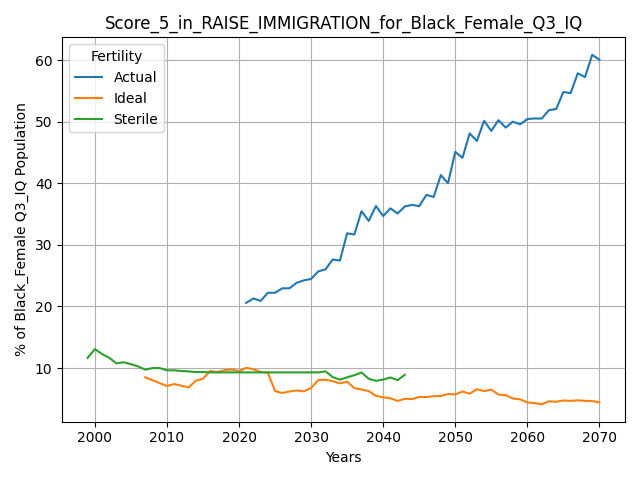 Score_5_in_RAISE_IMMIGRATION_for_Black_Female_Q3_IQ
Fertility
Actual
Ideal
Sterile
% of Black_Female Q3_IQ Population
60
50
40
30
20
10
2000 2010 2020 2030 2040 2050 2060 2070
Years